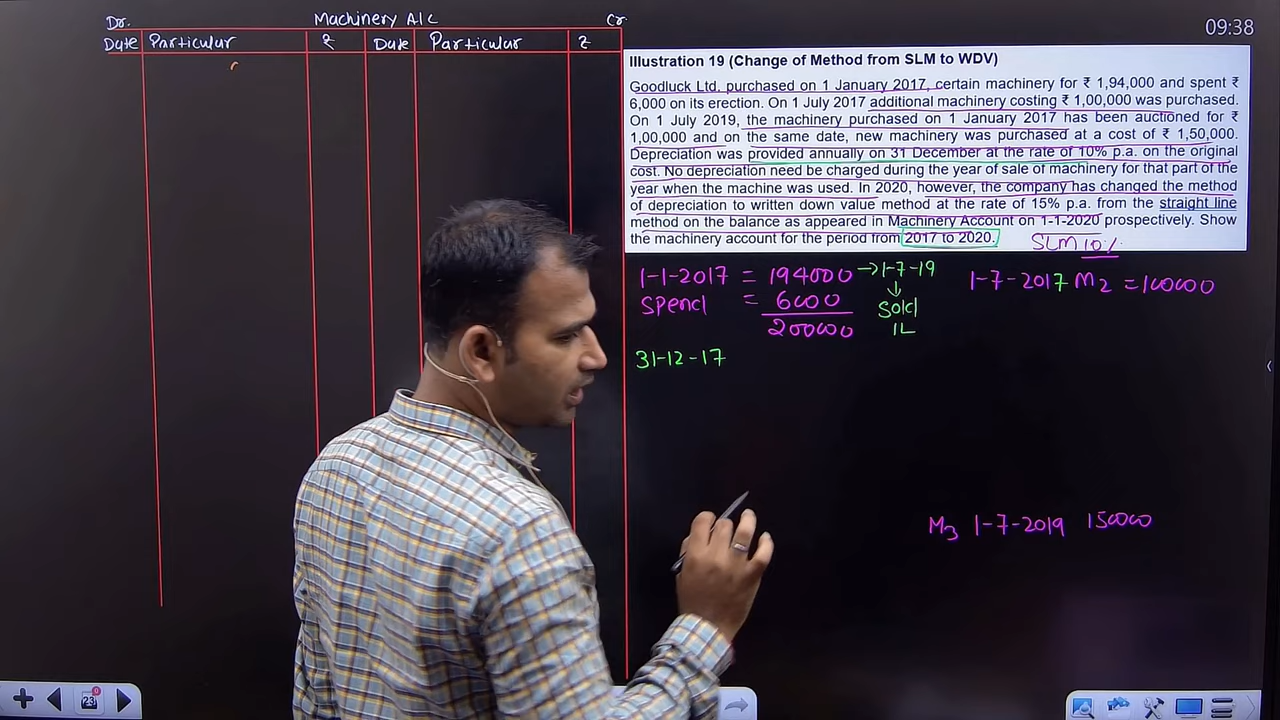 09:38
Dr. Machinery A/c Cr.
Date Particular ₹ Date Particular ₹
Illustration 19 (Change of Method from SLM to WDV)
Goodluck Ltd. purchased on 1 January 2017, certain machinery for ₹ 1,94,000 and spent ₹
6,000 on its erection. On 1 July 2017 additional machinery costing ₹ 1,00,000 was purchased.
On 1 July 2019, the machinery purchased on 1 January 2017 has been auctioned for ₹
1,00,000 and on the same date, new machinery was purchased at a cost of ₹ 1,50,000.
Depreciation was provided annually on 31 December at the rate of 10% p.a. on the original
cost. No depreciation need be charged during the year of sale of machinery for that part of the
year when the machine was used. In 2020, however, the company has changed the method
of depreciation to written down value method at the rate of 15% p.a. from the straight line
method on the balance as appeared in Machinery Account on 1-1-2020 prospectively. Show
the machinery account for the period from 2017 to 2020.
SLM 10%
1-1-2017 = 194000 → 1-7-19
Spend = 6000 ↓ Sold
200000 1L
1-7-2017 M2 = 100000
31-12-17
M3 1-7-2019 150000
23